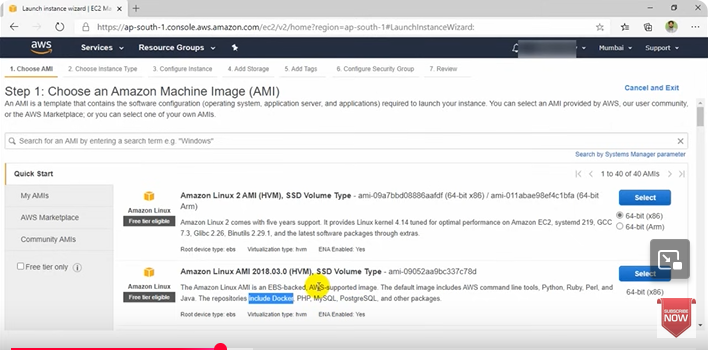 Launch instance wizard | EC2 M
https://ap-south-1.console.aws.amazon.com/ec2/v2/home?region=ap-south-1#LaunchInstanceWizard:
aws Services Resource Groups Mumbai Support
1. Choose AMI 2. Choose Instance Type 3. Configure Instance 4. Add Storage 5. Add Tags 6. Configure Security Group 7. Review
Step 1: Choose an Amazon Machine Image (AMI)
Cancel and Exit
An AMI is a template that contains the software configuration (operating system, application server, and applications) required to launch your instance. You can select an AMI provided by AWS, our user community,
or the AWS Marketplace; or you can select one of your own AMIs.
Search for an AMI by entering a search term e.g. "Windows"
Search by Systems Manager parameter
Quick Start
1 to 40 of 40 AMIs
My AMIs
AWS Marketplace
Community AMIs
Free tier only
Amazon Linux
Free tier eligible
Amazon Linux 2 AMI (HVM), SSD Volume Type - ami-09a7bbd08886aafdf (64-bit x86) / ami-011abae98ef4c1bfa (64-bit
Arm)
Amazon Linux 2 comes with five years support. It provides Linux kernel 4.14 tuned for optimal performance on Amazon EC2, systemd 219, GCC
7.3, Glibc 2.26, Binutils 2.29.1, and the latest software packages through extras.
Root device type: ebs Virtualization type: hvm ENA Enabled: Yes
Select
64-bit (x86)
64-bit (Arm)
Amazon Linux
Free tier eligible
Amazon Linux AMI 2018.03.0 (HVM), SSD Volume Type - ami-09052aa9bc337c78d
The Amazon Linux AMI is an EBS-backed, AWS-supported image. The default image includes AWS command line tools, Python, Ruby, Perl, and
Java. The repositories include Docker, PHP, MySQL, PostgreSQL, and other packages.
Root device type: ebs Virtualization type: hvm ENA Enabled: Yes
Select
64-bit (x86)
SUBSCRIBE
NOW